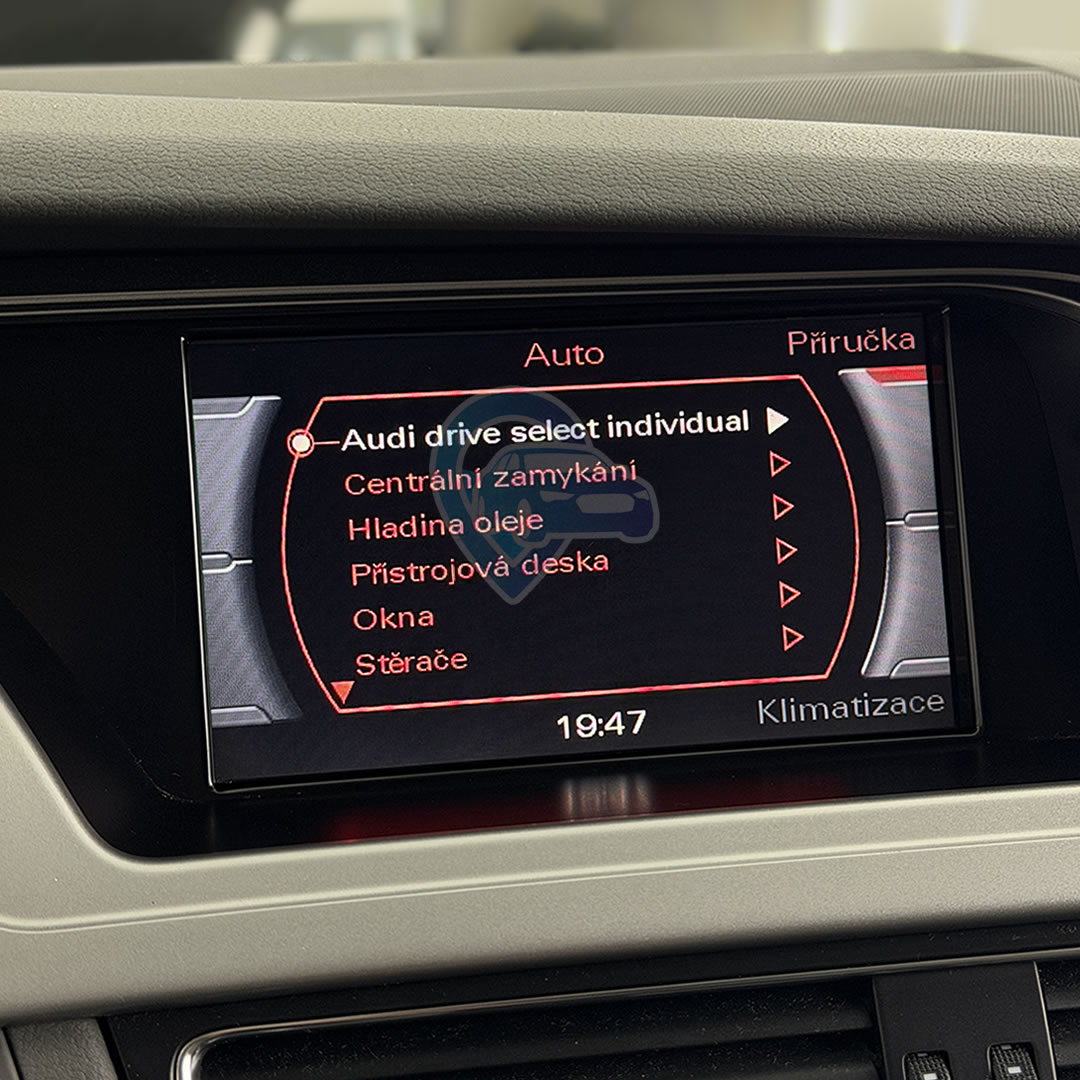 Auto
Příručka
Audi drive select individual
Centrální zamykání
Hladina oleje
Přístrojová deska
Okna
Stěrače
19:47
Klimatizace